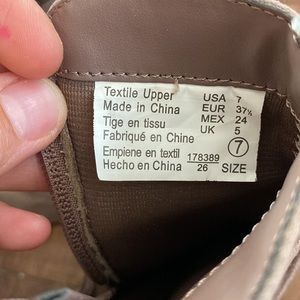 Textile Upper USA 7
Made in China EUR 37½
Tige en tissu MEX 24
Fabriqué en Chine UK 5
7
Empiene en textil 178389
Hecho en China 26 SIZE